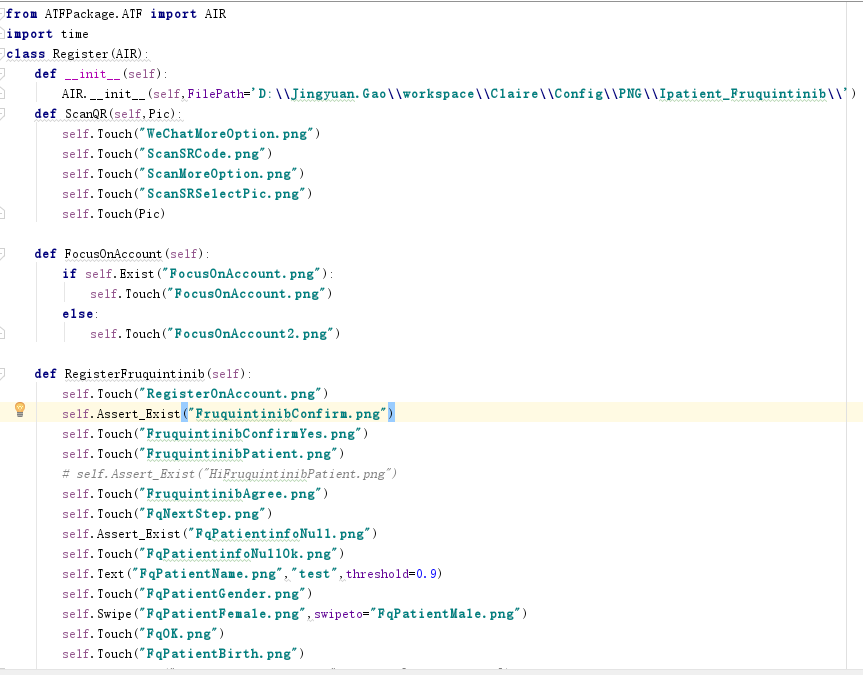 from ATFPackage.ATF import AIR
import time
class Register(AIR):
    def __init__(self):
        AIR.__init__(self,FilePath='D:\\Jingyuan.Gao\\workspace\\Claire\\Config\\PNG\\Ipatient_Fruquintinib\\')
    def ScanQR(self,Pic):
        self.Touch("WeChatMoreOption.png")
        self.Touch("ScanSRCode.png")
        self.Touch("ScanMoreOption.png")
        self.Touch("ScanSRSelectPic.png")
        self.Touch(Pic)
    def FocusOnAccount(self):
        if self.Exist("FocusOnAccount.png"):
            self.Touch("FocusOnAccount.png")
        else:
            self.Touch("FocusOnAccount2.png")
    def RegisterFruquintinib(self):
        self.Touch("RegisterOnAccount.png")
        self.Assert_Exist("FruquintinibConfirm.png")
        self.Touch("FruquintinibConfirmYes.png")
        self.Touch("FruquintinibPatient.png")
        # self.Assert_Exist("HiFruquintinibPatient.png")
        self.Touch("FruquintinibAgree.png")
        self.Touch("FqNextStep.png")
        self.Assert_Exist("FqPatientinfoNull.png")
        self.Touch("FqPatientinfoNullOk.png")
        self.Text("FqPatientName.png","test",threshold=0.9)
        self.Touch("FqPatientGender.png")
        self.Swipe("FqPatientFemale.png",swipeto="FqPatientMale.png")
        self.Touch("FqOK.png")
        self.Touch("FqPatientBirth.png")